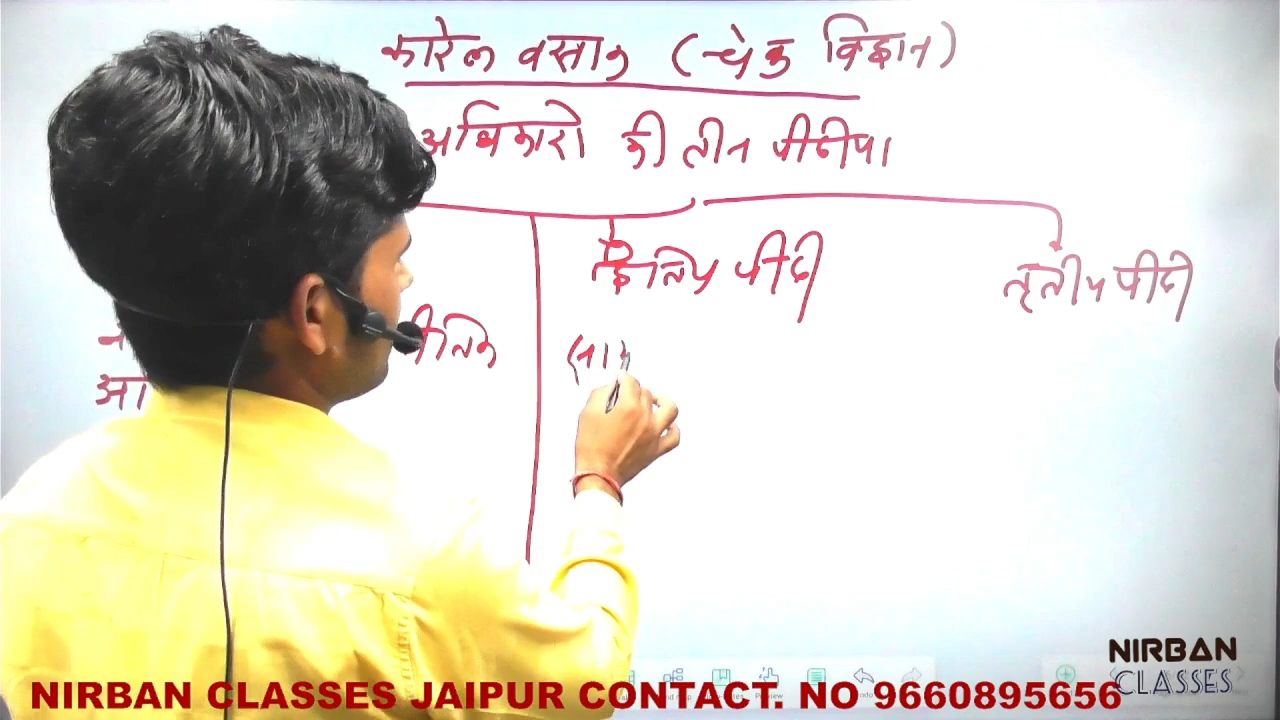 कारेल वसाक (चेक विज्ञान)
अधिकारो की तीन पीढीया
द्वितिय पीढी
तृतीय पीढी
आ
(सा
NIRBAN
CLASSES
NIRBAN CLASSES JAIPUR CONTACT. NO 9660895656